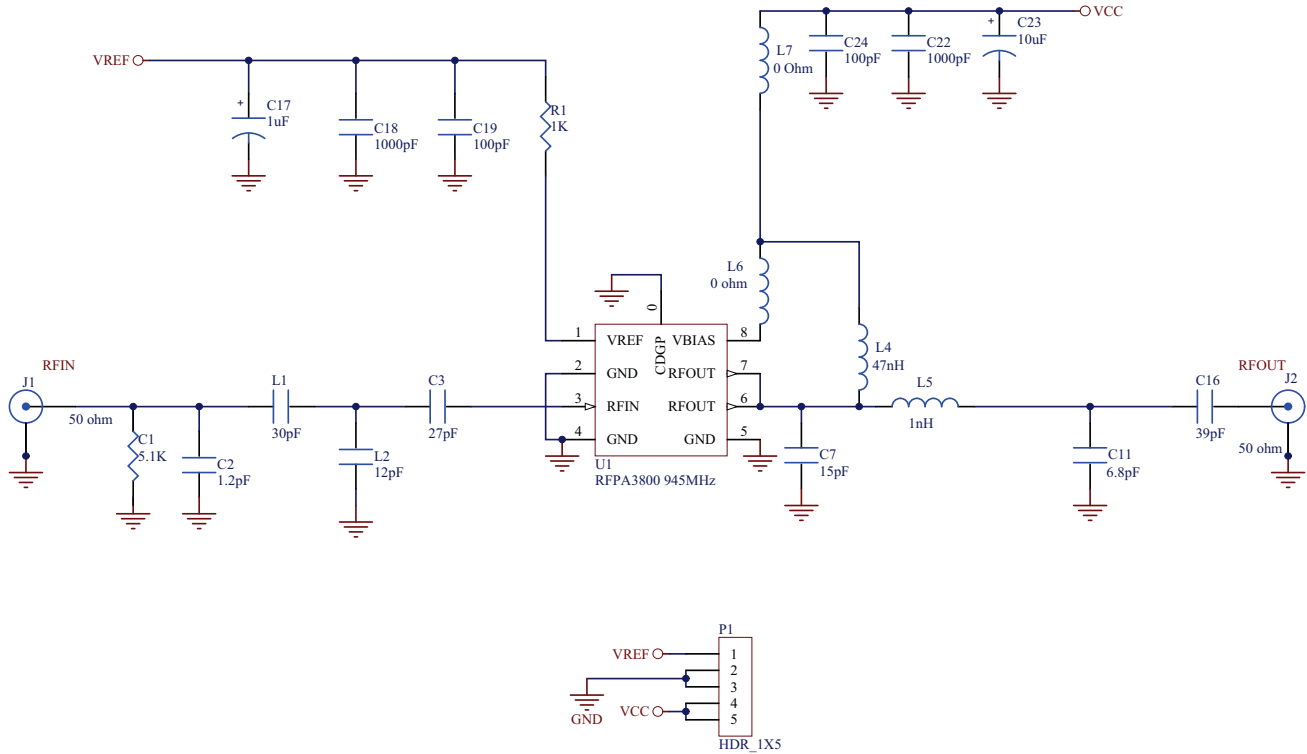 VREF
C17
1uF
+
C18
1000pF
C19
100pF
R1
1K
L7
0 Ohm
C24
100pF
C22
1000pF
+
C23
10uF
VCC
L6
0 ohm
L4
47nH
RFIN
J1
50 ohm
C1
5.1K
C2
1.2pF
L1
30pF
L2
12pF
C3
27pF
0
CDGP
1 VREF VBIAS 8
2 GND RFOUT 7
3 RFIN RFOUT 6
4 GND GND 5
U1
RFPA3800 945MHz
C7
15pF
L5
1nH
C11
6.8pF
C16
39pF
RFOUT
J2
50 ohm
P1
VREF 1
2
3
GND
4
VCC 5
HDR_1X5